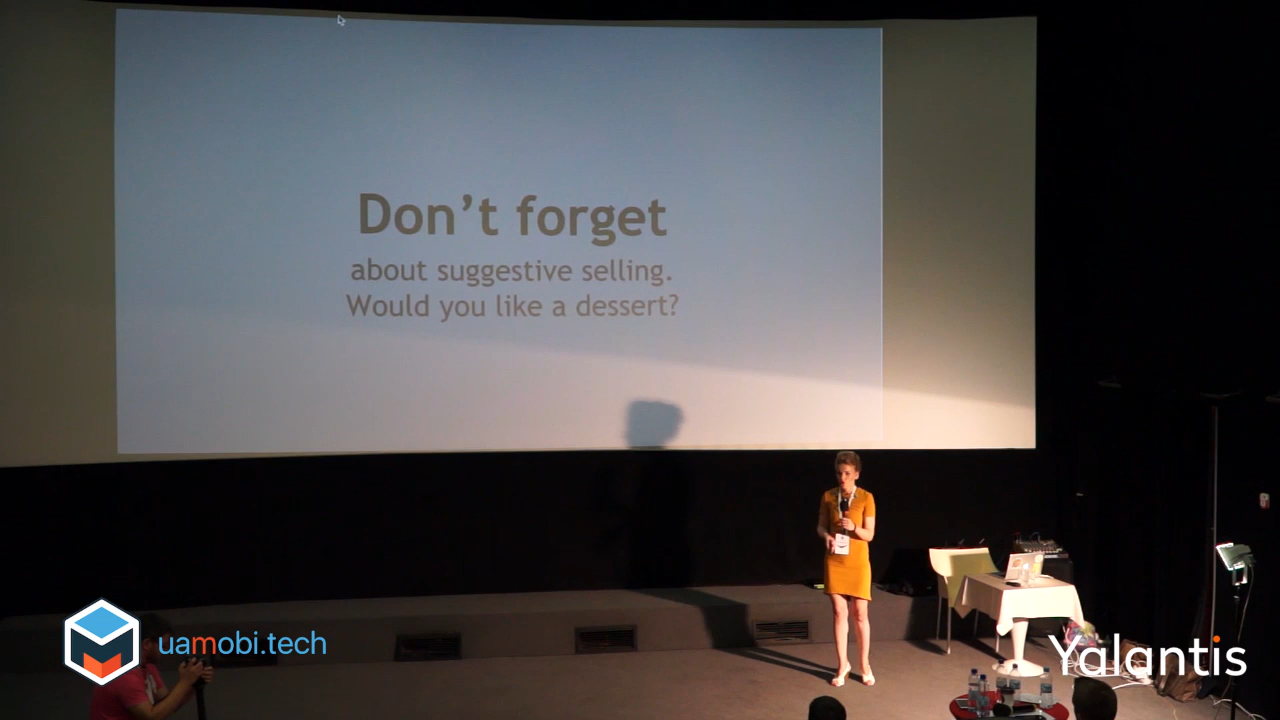 Don't forget
about suggestive selling.
Would you like a dessert?
uamobi.tech
Yalantis